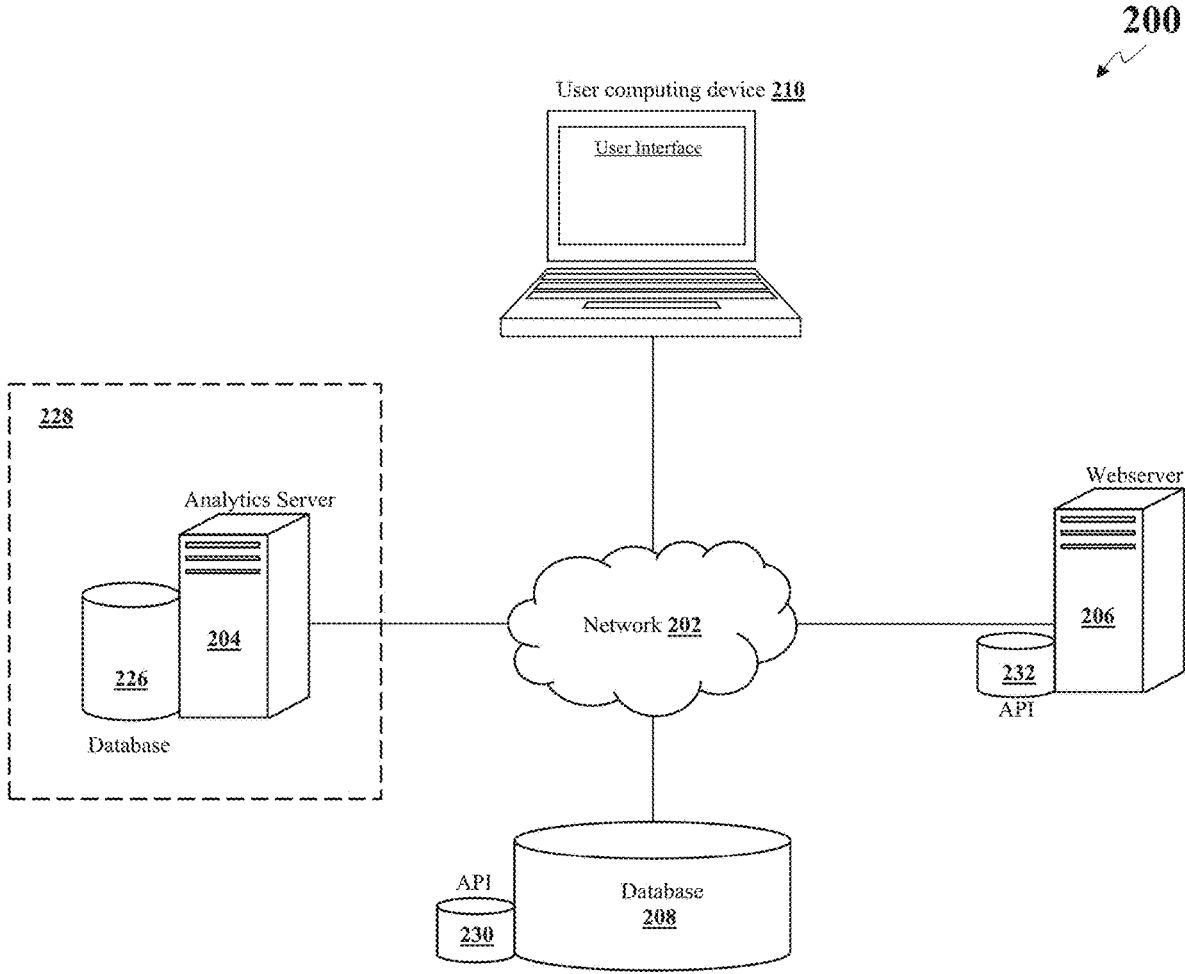 200
User computing device 210
User Interface
228
Analytics Server
Webserver
204
226
Database
Network 202
206
232
API
API
230
Database
208